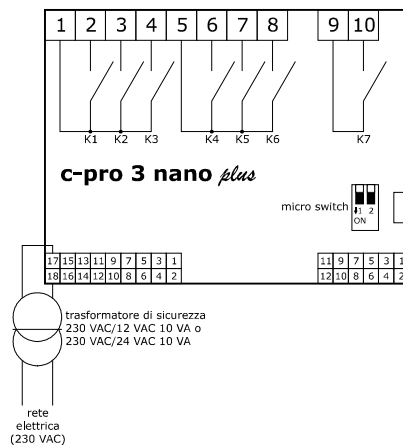 1 2 3 4 5 6 7 8 9 10
K1 K2 K3 K4 K5 K6 K7
c-pro 3 nano plus
micro switch
1 2
ON
17 15 13 11 9 7 5 3 1
18 16 14 12 10 8 6 4 2
11 9 7 5 3 1
12 10 8 6 4 2
trasformatore di sicurezza
230 VAC/12 VAC 10 VA o
230 VAC/24 VAC 10 VA
rete
elettrica
(230 VAC)